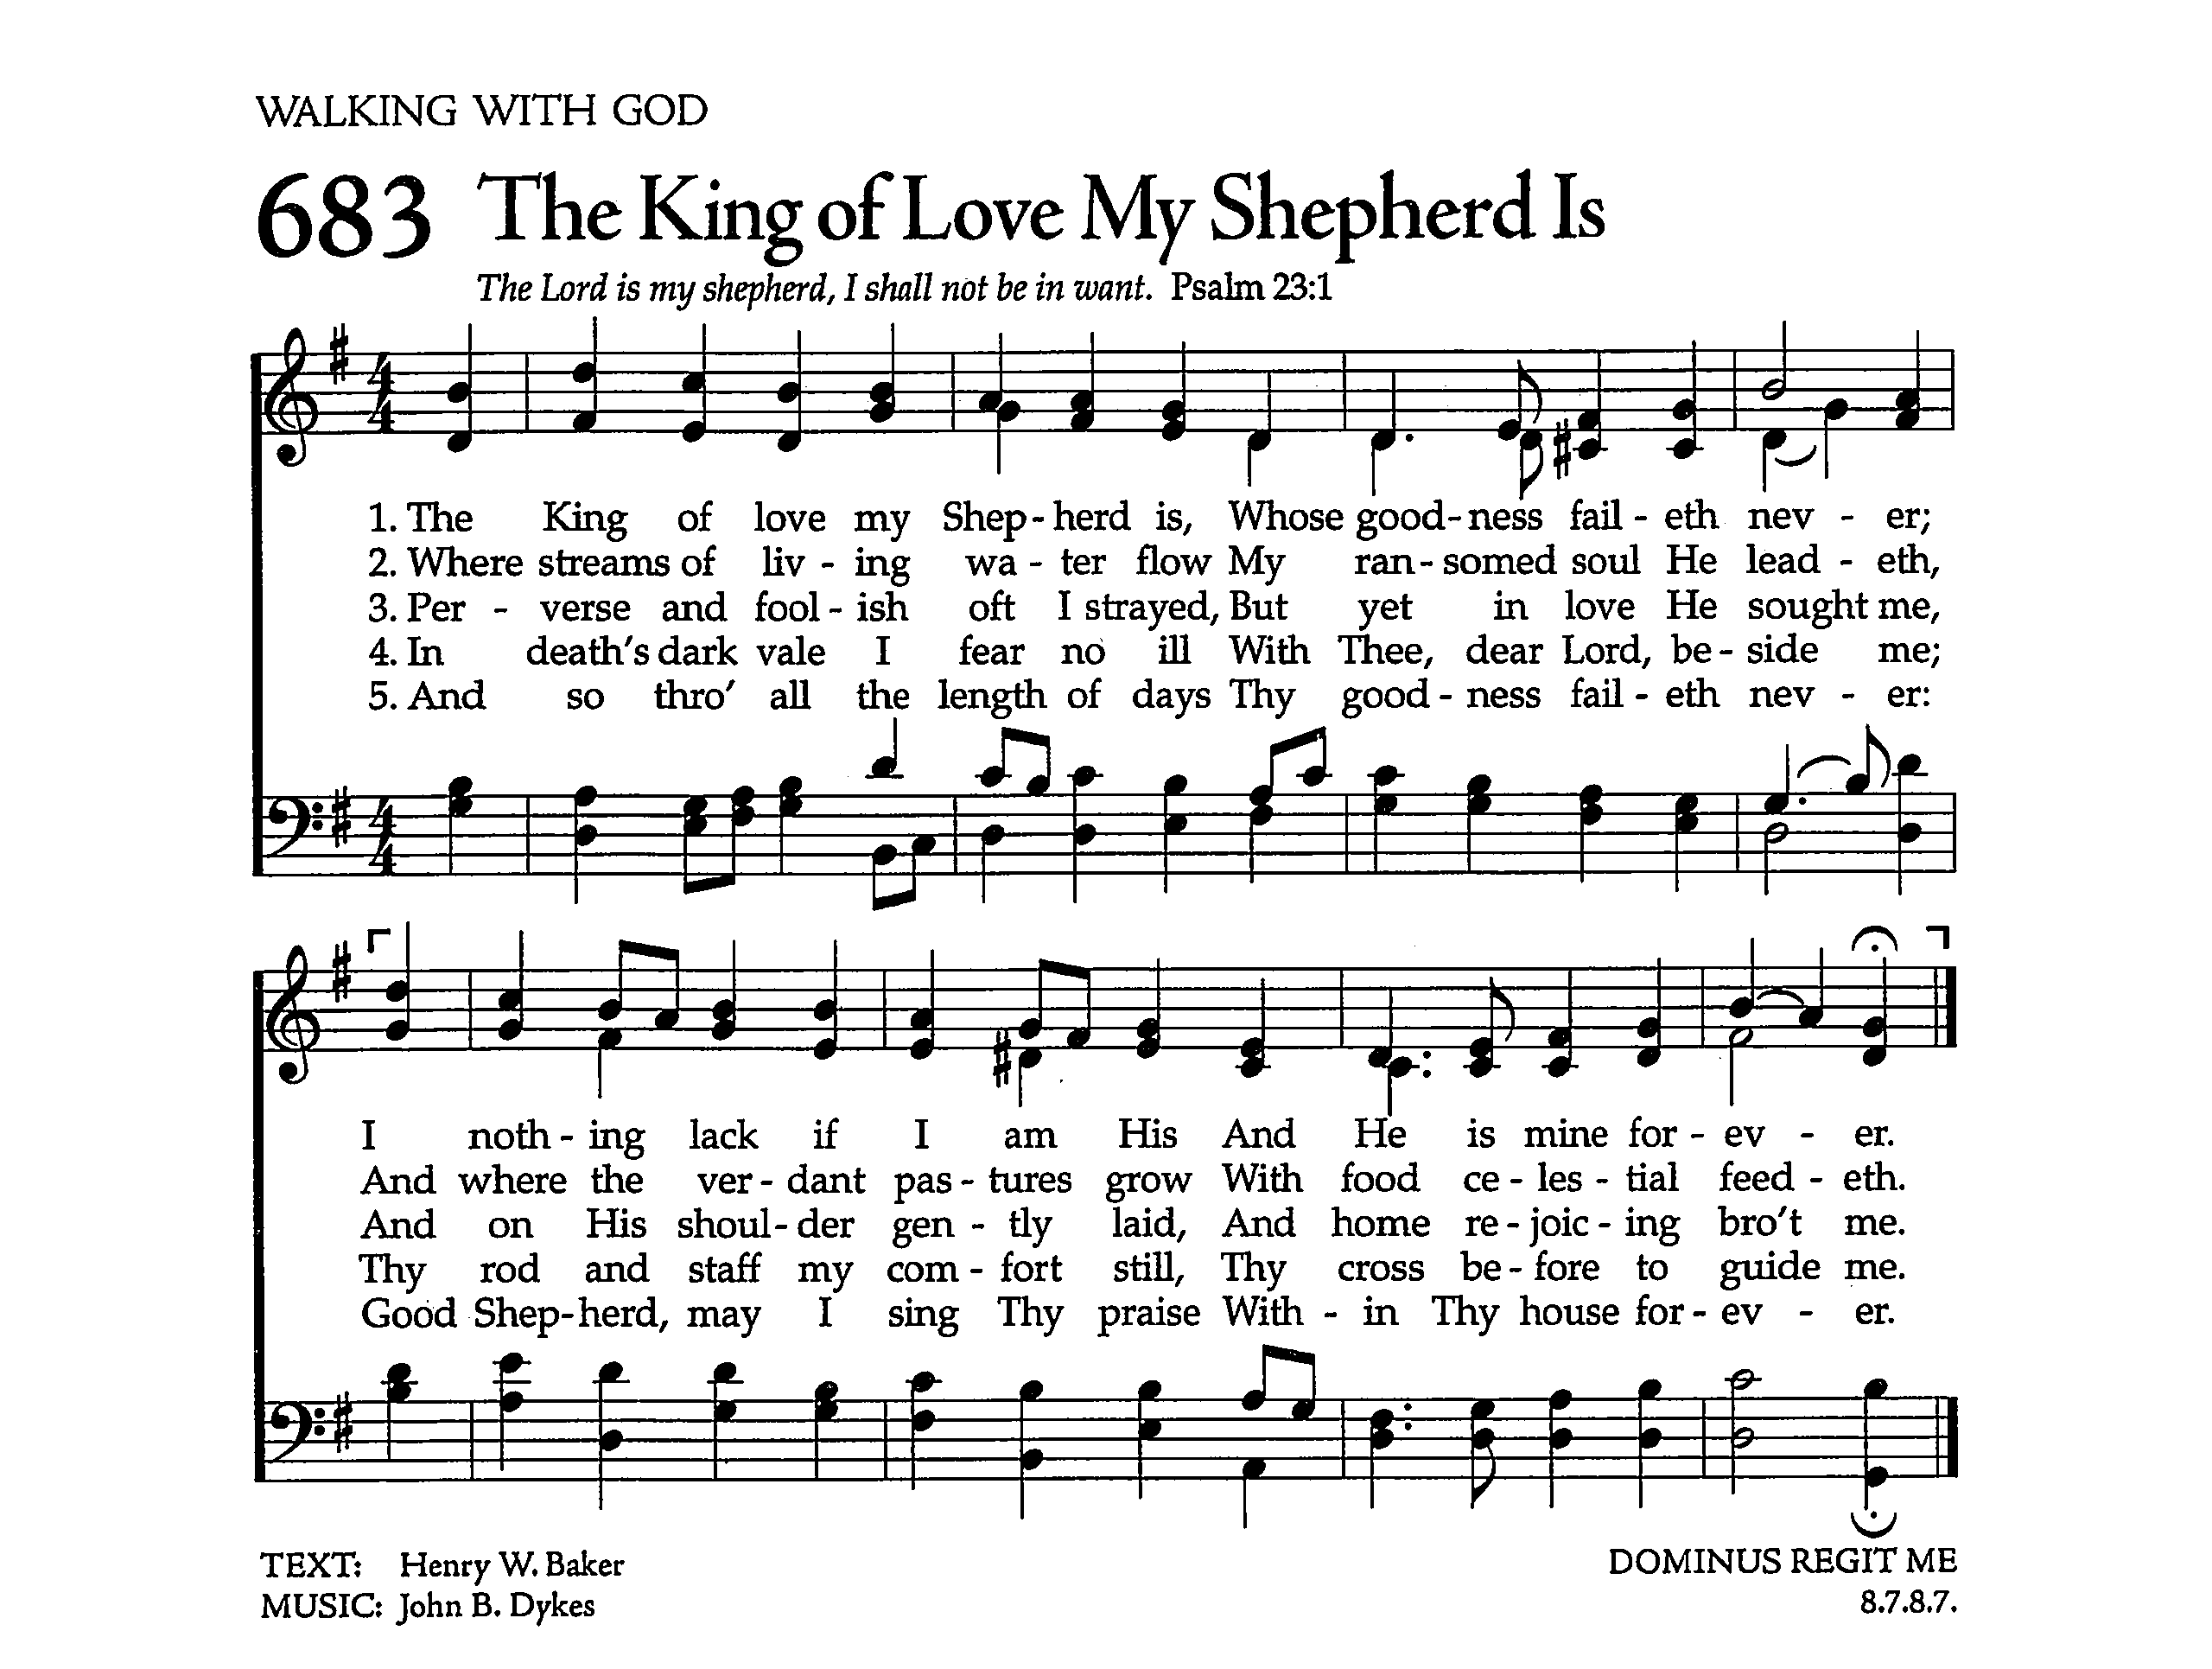 WALKING WITH GOD
683 The King of Love My Shepherd Is
The Lord is my shepherd, I shall not be in want. Psalm 23:1
4
4
1. The King of love my Shep - herd is, Whose good - ness fail - eth nev - er;
2. Where streams of liv - ing wa - ter flow My ran - somed soul He lead - eth,
3. Per - verse and fool - ish oft I strayed, But yet in love He sought me,
4. In death's dark vale I fear no ill With Thee, dear Lord, be - side me;
5. And so thro' all the length of days Thy good - ness fail - eth nev - er:
4
4
I noth - ing lack if I am His And He is mine for - ev - er.
And where the ver - dant pas - tures grow With food ce - les - tial feed - eth.
And on His shoul - der gen - tly laid, And home re - joic - ing bro't me.
Thy rod and staff my com - fort still, Thy cross be - fore to guide me.
Good Shep - herd, may I sing Thy praise With - in Thy house for - ev - er.
TEXT: Henry W. Baker
MUSIC: John B. Dykes
DOMINUS REGIT ME
8.7.8.7.